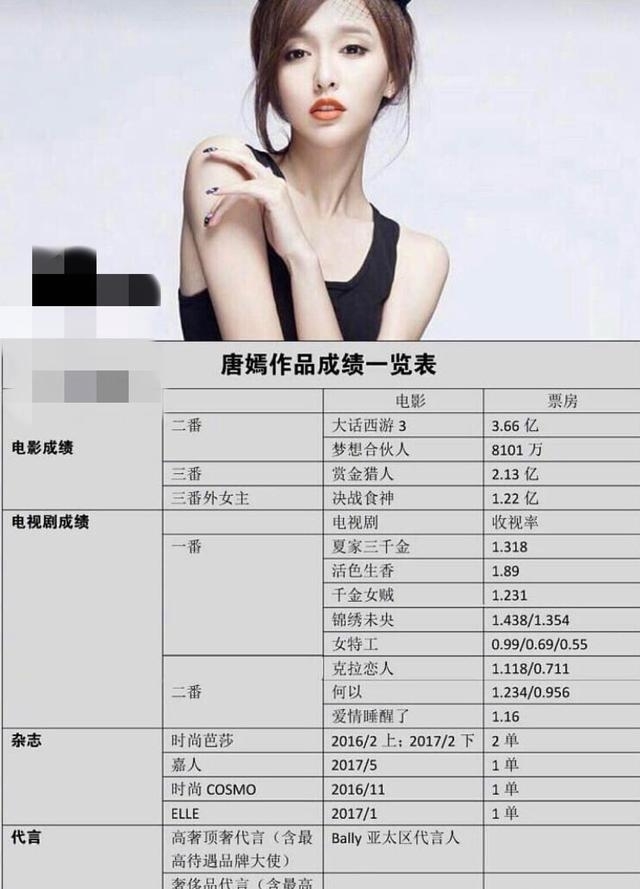 唐嫣作品成绩一览表
电影 票房
电影成绩 二番 大话西游 3 3.66 亿
梦想合伙人 8101 万
三番 赏金猎人 2.13 亿
三番外女主 决战食神 1.22 亿
电视剧成绩 电视剧 收视率
一番 夏家三千金 1.318
活色生香 1.89
千金女贼 1.231
锦绣未央 1.438/1.354
女特工 0.99/0.69/0.55
克拉恋人 1.118/0.711
二番 何以 1.234/0.956
爱情睡醒了 1.16
杂志 时尚芭莎 2016/2 上；2017/2 下 2 单
嘉人 2017/5 1 单
时尚 COSMO 2016/11 1 单
ELLE 2017/1 1 单
代言 高奢顶奢代言（含最 Bally 亚太区代言人
高待遇品牌大使）
奢侈品代言（含最高